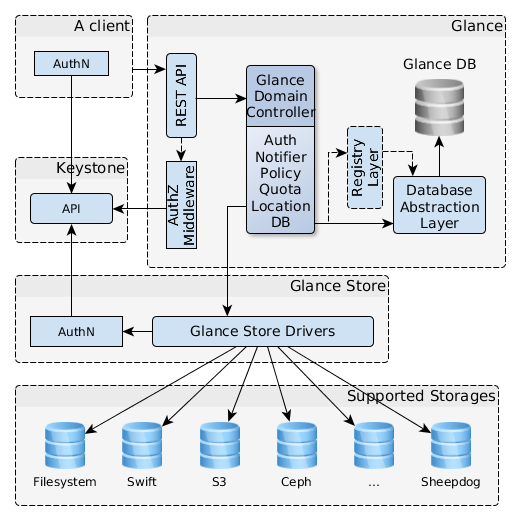 A client
AuthN
Glance
REST API
Glance
Domain
Controller
Auth
Notifier
Policy
Quota
Location
DB
Glance DB
Registry
Layer
Database
Abstraction
Layer
AuthZ
Middleware
Keystone
API
Glance Store
AuthN
Glance Store Drivers
Supported Storages
Filesystem
Swift
S3
Ceph
...
Sheepdog